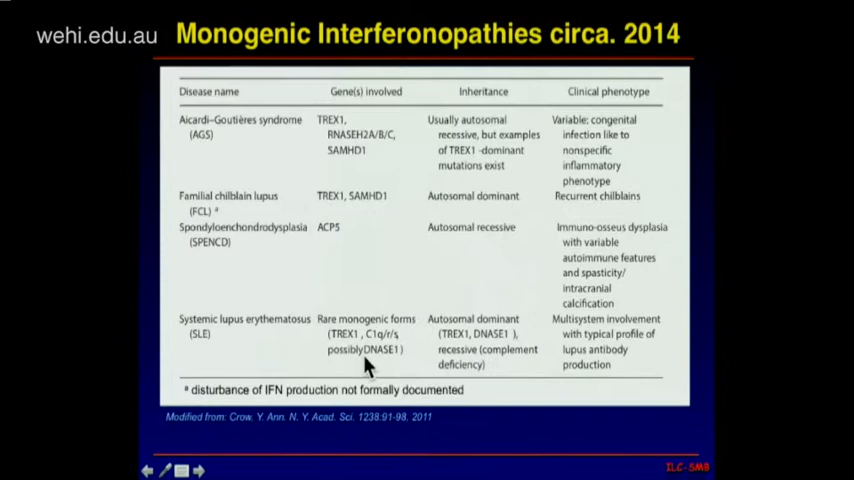 wehi.edu.au
Monogenic Interferonopathies circa. 2014
Disease name Gene(s) involved Inheritance Clinical phenotype
Aicardi–Goutières syndrome TREX1, Usually autosomal Variable; congenital
(AGS) RNASEH2A/B/C, recessive, but examples infection like to
SAMHD1 of TREX1 -dominant nonspecific
mutations exist inflammatory
phenotype
Familial chilblain lupus TREX1, SAMHD1 Autosomal dominant Recurrent chilblains
(FCL) a
Spondyloenchondrodysplasia ACP5 Autosomal recessive Immuno-osseus dysplasia
(SPENCD) with variable
autoimmune features
and spasticity/
intracranial
calcification
Systemic lupus erythematosus Rare monogenic forms Autosomal dominant Multisystem involvement
(SLE) (TREX1 , C1q/r/s, (TREX1, DNASE1 ), with typical profile of
possiblyDNASE1 ) recessive (complement lupus antibody
deficiency) production
a disturbance of IFN production not formally documented
Modified from: Crow, Y. Ann. N. Y. Acad. Sci. 1238:91-98, 2011
ILC-SMB